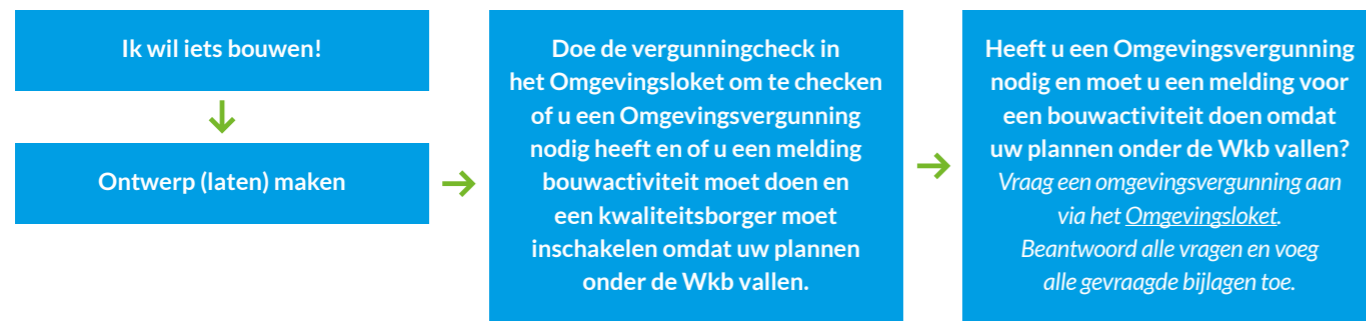 Ik wil iets bouwen!
Ontwerp (laten) maken
Doe de vergunningcheck in
het Omgevingsloket om te checken
of u een Omgevingsvergunning
nodig heeft en of u een melding
bouwactiviteit moet doen en
een kwaliteitsborger moet
inschakelen omdat uw plannen
onder de Wkb vallen.
Heeft u een Omgevingsvergunning
nodig en moet u een melding voor
een bouwactiviteit doen omdat
uw plannen onder de Wkb vallen?
Vraag een omgevingsvergunning aan
via het Omgevingsloket.
Beantwoord alle vragen en voeg
alle gevraagde bijlagen toe.